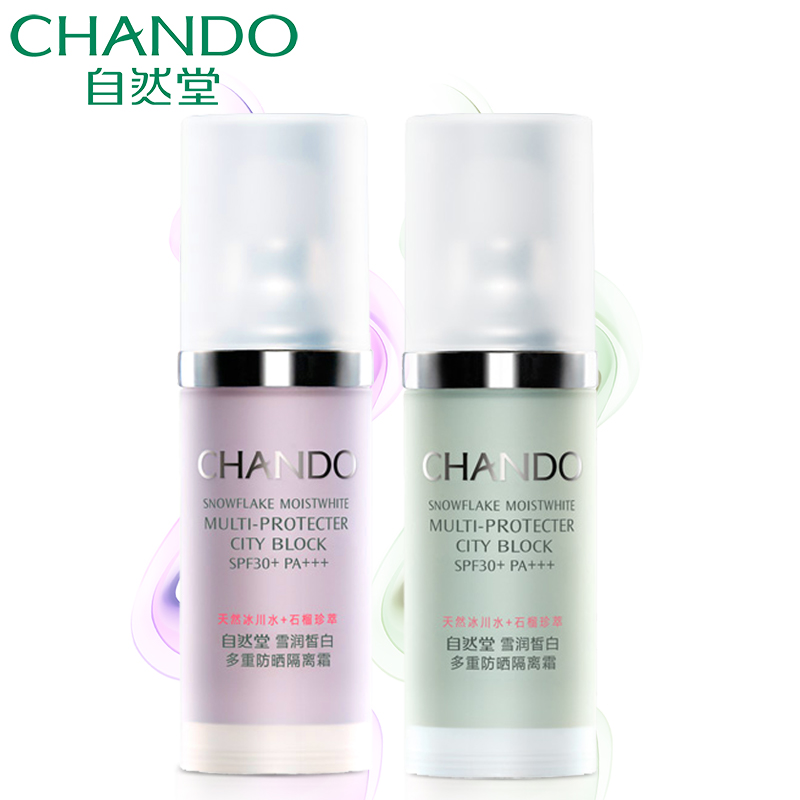 CHANDO
自然堂
CHANDO
SNOWFLAKE MOISTWHITE
MULTI-PROTECTER
CITY BLOCK
SPF30+ PA+++
天然冰川水+石榴珍萃
自然堂 雪润皙白
多重防晒隔离霜
CHANDO
SNOWFLAKE MOISTWHITE
MULTI-PROTECTER
CITY BLOCK
SPF30+ PA+++
天然冰川水+石榴珍萃
自然堂 雪润皙白
多重防晒隔离霜